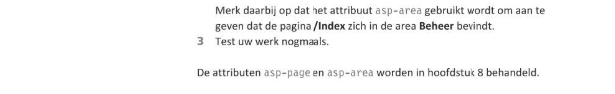 Merk daarbij op dat het attribuut asp-area gebruikt wordt om aan te
geven dat de pagina /Index zich in de area Beheer bevindt.
3 Test uw werk nogmaals.
De attributen asp-page en asp-area worden in hoofdstuk 8 behandeld.